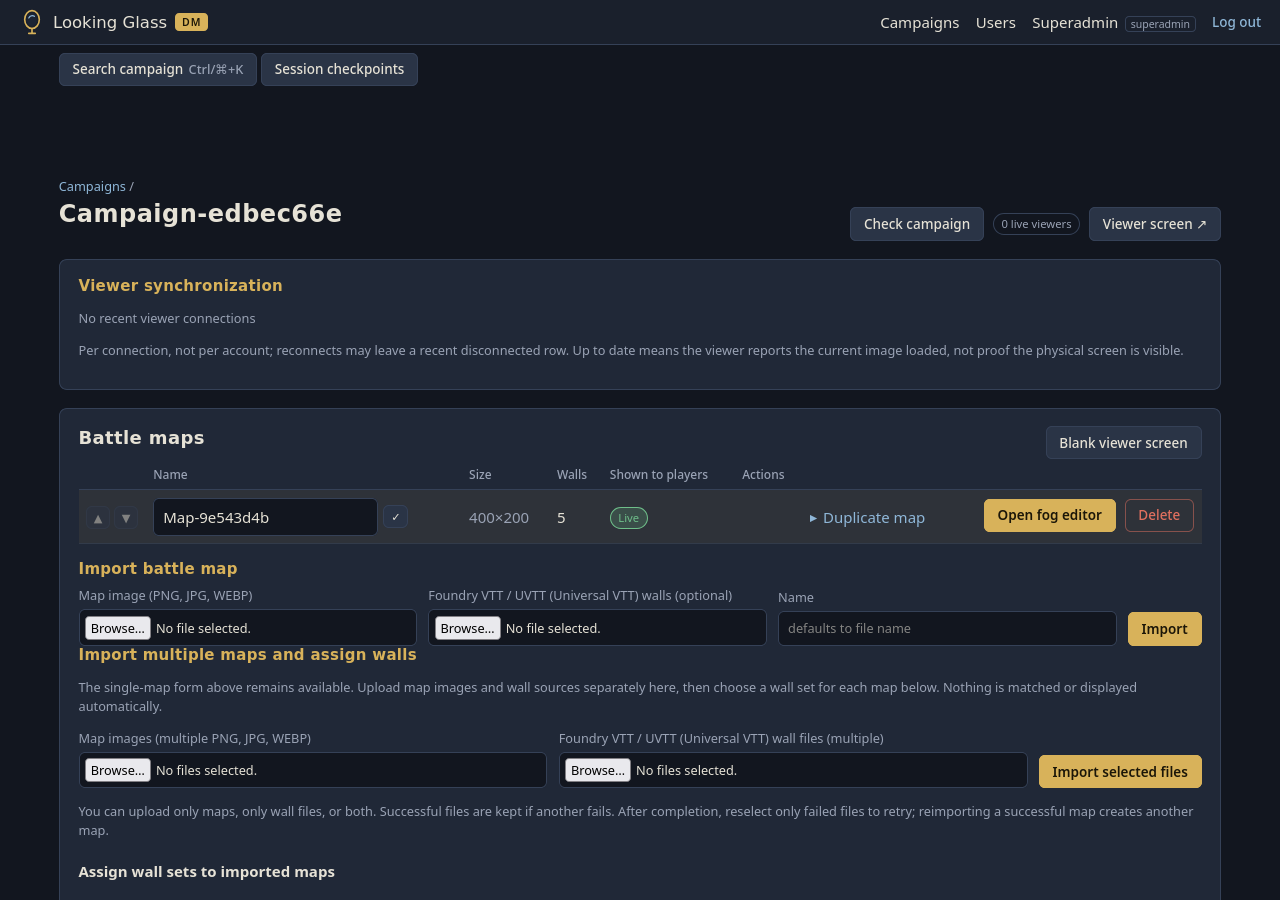 Looking Glass DM
Campaigns Users Superadmin superadmin Log out
Search campaign Ctrl/⌘+K Session checkpoints
Campaigns /
Campaign-edbec66e
Check campaign 0 live viewers Viewer screen ↗
Viewer synchronization
No recent viewer connections
Per connection, not per account; reconnects may leave a recent disconnected row. Up to date means the viewer reports the current image loaded, not proof the physical screen is visible.
Battle maps
Blank viewer screen
Name Size Walls Shown to players Actions
▲ ▼ Map-9e543d4b ✓ 400×200 5 Live ▸ Duplicate map Open fog editor Delete
Import battle map
Map image (PNG, JPG, WEBP) Foundry VTT / UVTT (Universal VTT) walls (optional) Name
Browse... No file selected. Browse... No file selected. defaults to file name Import
Import multiple maps and assign walls
The single-map form above remains available. Upload map images and wall sources separately here, then choose a wall set for each map below. Nothing is matched or displayed
automatically.
Map images (multiple PNG, JPG, WEBP) Foundry VTT / UVTT (Universal VTT) wall files (multiple)
Browse... No files selected. Browse... No files selected. Import selected files
You can upload only maps, only wall files, or both. Successful files are kept if another fails. After completion, reselect only failed files to retry; reimporting a successful map creates another
map.
Assign wall sets to imported maps